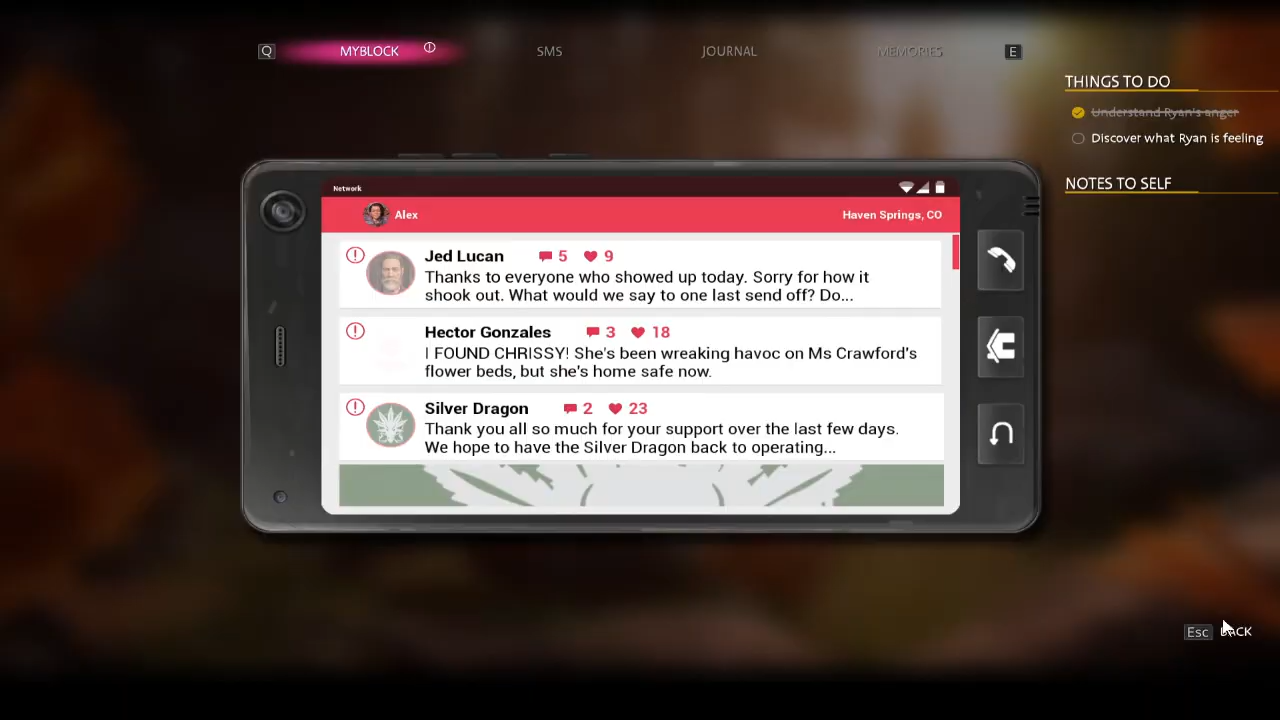 Q MYBLOCK SMS JOURNAL MEMORIES E
THINGS TO DO
Understand Ryan's anger
Discover what Ryan is feeling
NOTES TO SELF
Network
Alex Haven Springs, CO
Jed Lucan 5 9
Thanks to everyone who showed up today. Sorry for how it
shook out. What would we say to one last send off? Do...
Hector Gonzales 3 18
I FOUND CHRISSY! She's been wreaking havoc on Ms Crawford's
flower beds, but she's home safe now.
Silver Dragon 2 23
Thank you all so much for your support over the last few days.
We hope to have the Silver Dragon back to operating...
Esc BACK